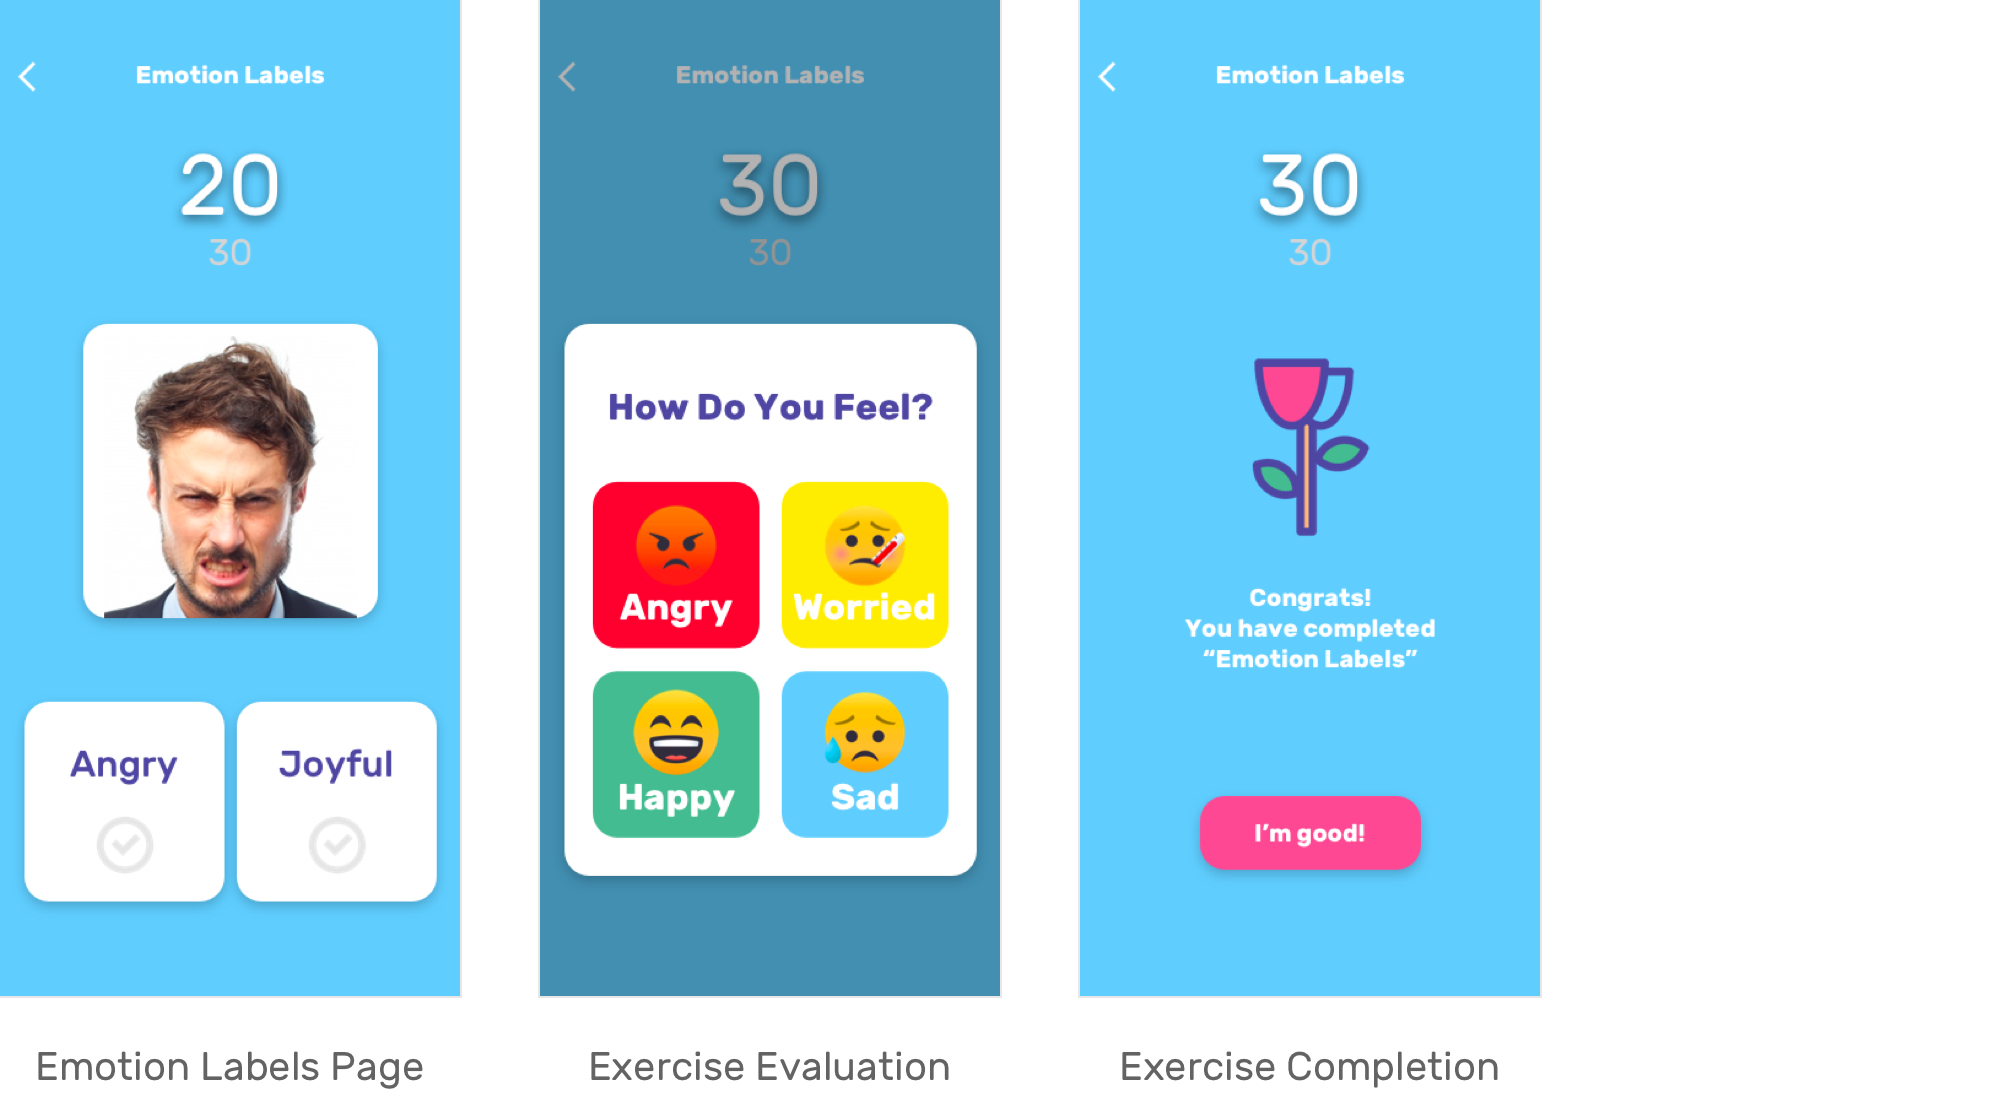 Emotion Labels
20
30
Angry
Joyful
Emotion Labels Page
Emotion Labels
30
30
How Do You Feel?
Angry
Worried
Happy
Sad
Exercise Evaluation
Emotion Labels
30
30
Congrats!
You have completed
“Emotion Labels”
I’m good!
Exercise Completion